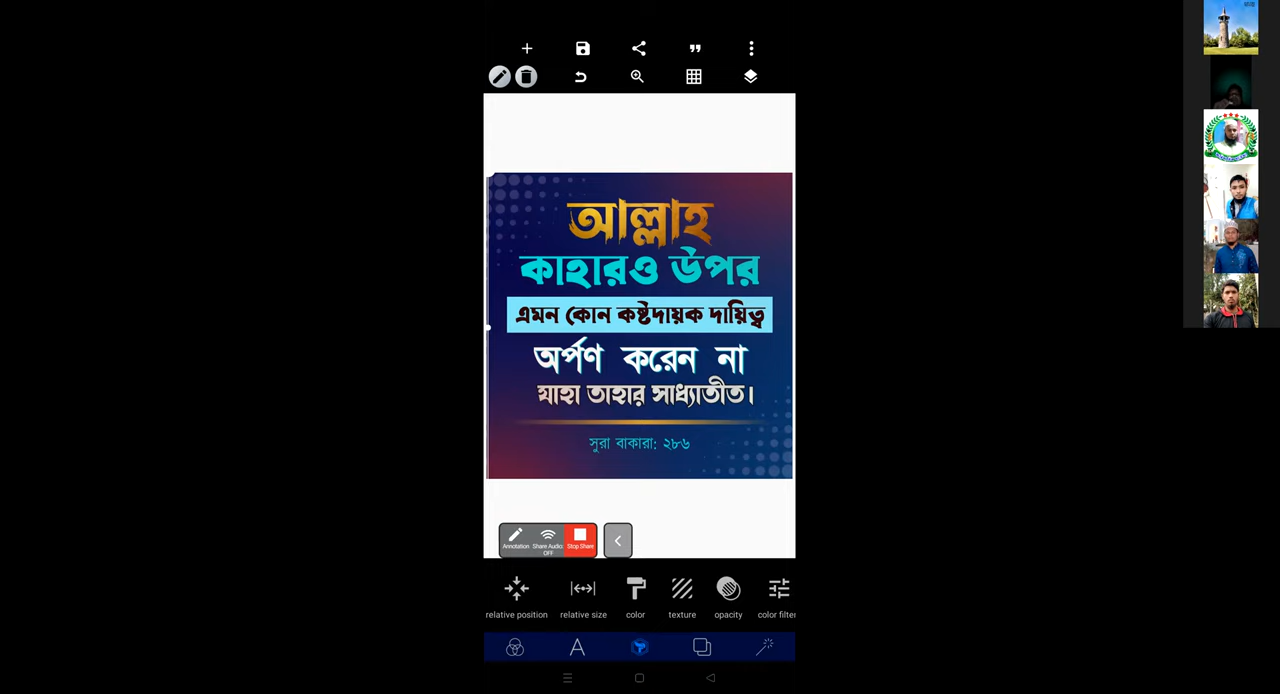 আল্লাহ
কাহারও উপর
এমন কোন কষ্টদায়ক দায়িত্ব
অর্পণ করেন না
যাহা তাহার সাধ্যাতীত।
সুরা বাকারা: ২৮৬
Annotation Share Audio: OFF Stop Share
relative position relative size color texture opacity color filter